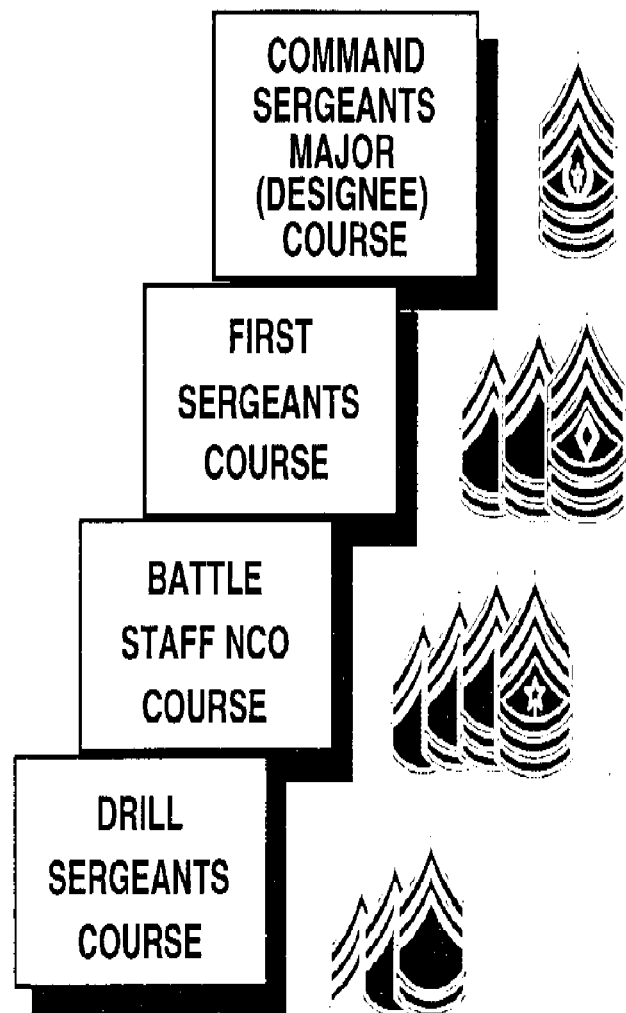 COMMAND
SERGEANTS
MAJOR
(DESIGNEE)
COURSE
FIRST
SERGEANTS
COURSE
BATTLE
STAFF NCO
COURSE
DRILL
SERGEANTS
COURSE